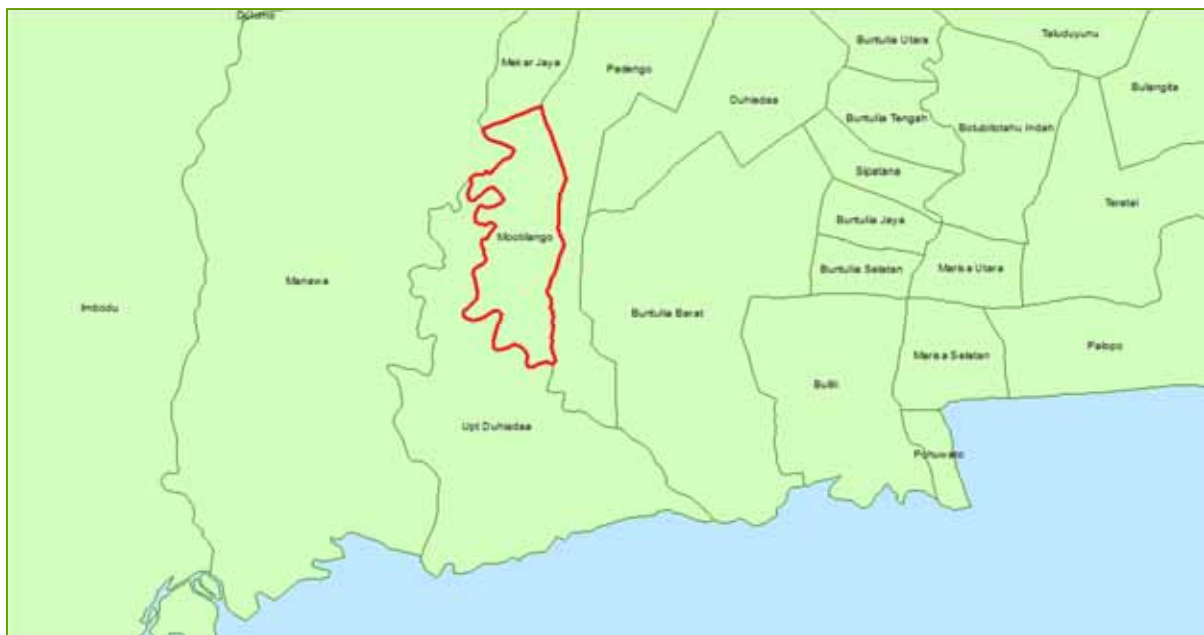 Buntulia Utara
Taluduyunu
Mekar Jaya
Padengo
Duhiadaa
Bulangita
Buntulia Tengah
Botubilotahu Indah
Sipatana
Teratai
Buntulia Jaya
Mootilango
Buntulia Selatan
Marisa Utara
Manawa
Imbodu
Buntulia Barat
Palopo
Marisa Selatan
Bulili
Upt Duhiadaa
Pohuwato